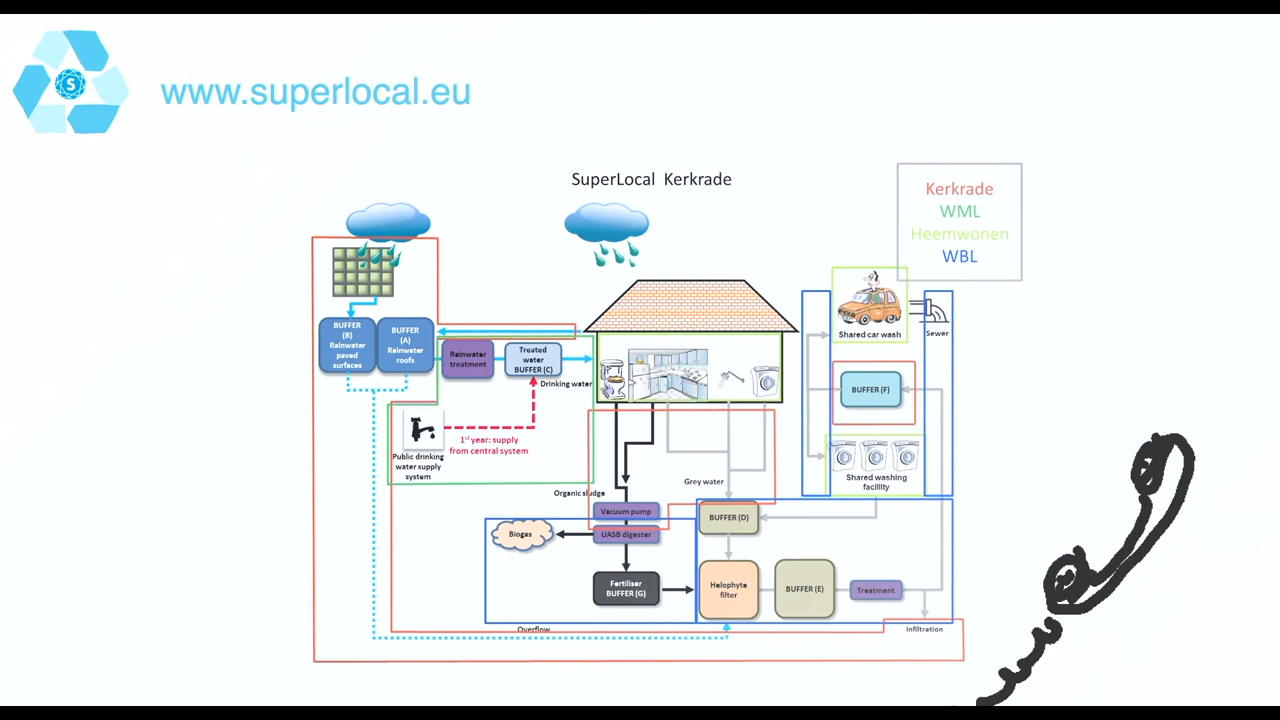 S
www.superlocal.eu
SuperLocal Kerkrade
Kerkrade
WML
Heemwonen
WBL
BUFFER
(B)
Rainwater
paved
surfaces
BUFFER
(A)
Rainwater
roofs
Rainwater
treatment
Treated
water
BUFFER (C)
Drinking water
Public drinking
water supply
system
1st year: supply
from central system
Shared car wash
Sewer
BUFFER (F)
Shared washing
facility
Organic sludge
Grey water
Vacuum pump
UASB digester
Biogas
Fertiliser
BUFFER (G)
BUFFER (D)
Helophyte
filter
BUFFER (E)
Treatment
Infiltration
Overflow